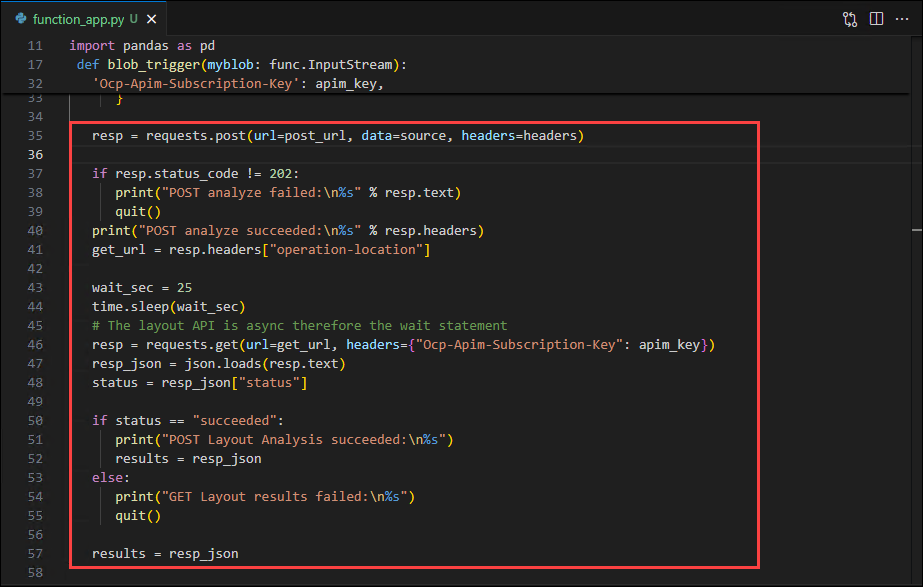 function_app.py U
11 import pandas as pd
17 def blob_trigger(myblob: func.InputStream):
32 'Ocp-Apim-Subscription-Key': apim_key,
33 }
34
35 resp = requests.post(url=post_url, data=source, headers=headers)
36
37 if resp.status_code != 202:
38 print("POST analyze failed:\n%s" % resp.text)
39 quit()
40 print("POST analyze succeeded:\n%s" % resp.headers)
41 get_url = resp.headers["operation-location"]
42
43 wait_sec = 25
44 time.sleep(wait_sec)
45 # The layout API is async therefore the wait statement
46 resp = requests.get(url=get_url, headers={"Ocp-Apim-Subscription-Key": apim_key})
47 resp_json = json.loads(resp.text)
48 status = resp_json["status"]
49
50 if status == "succeeded":
51 print("POST Layout Analysis succeeded:\n%s")
52 results = resp_json
53 else:
54 print("GET Layout results failed:\n%s")
55 quit()
56
57 results = resp_json
58